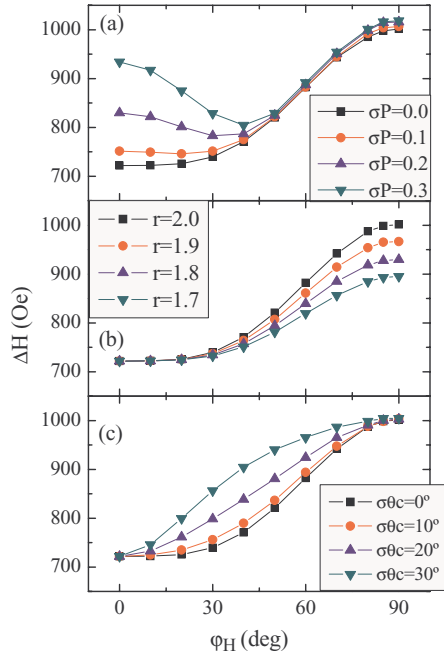 (a)
1000
900
800
700
σP=0.0
σP=0.1
σP=0.2
σP=0.3
r=2.0
r=1.9
r=1.8
r=1.7
1000
900
800
700
(b)
ΔH (Oe)
(c)
1000
900
800
700
σθc=0º
σθc=10º
σθc=20º
σθc=30º
0 30 60 90
φH (deg)